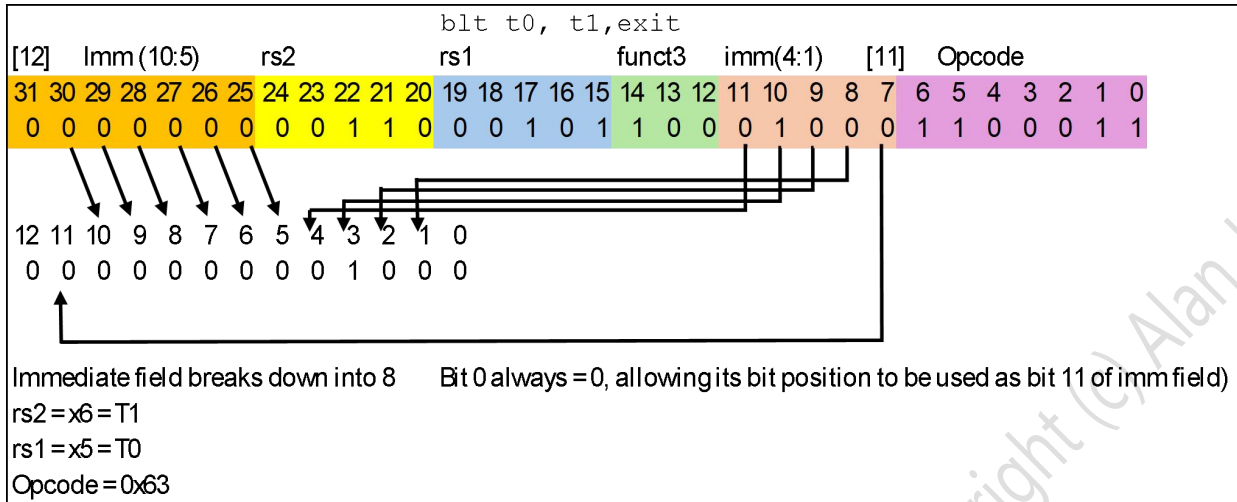 blt t0, t1,exit
[12] Imm (10:5) rs2 rs1 funct3 imm(4:1) [11] Opcode
31 30 29 28 27 26 25 24 23 22 21 20 19 18 17 16 15 14 13 12 11 10 9 8 7 6 5 4 3 2 1 0
0 0 0 0 0 0 0 0 0 1 1 0 0 0 1 0 1 1 0 0 0 1 0 0 0 1 1 0 0 0 1 1
12 11 10 9 8 7 6 5 4 3 2 1 0
0 0 0 0 0 0 0 0 0 1 0 0 0
Immediate field breaks down into 8 Bit 0 always = 0, allowing its bit position to be used as bit 11 of imm field)
rs2 = x6 = T1
rs1 = x5 = T0
Opcode = 0x63
right (c) Alan